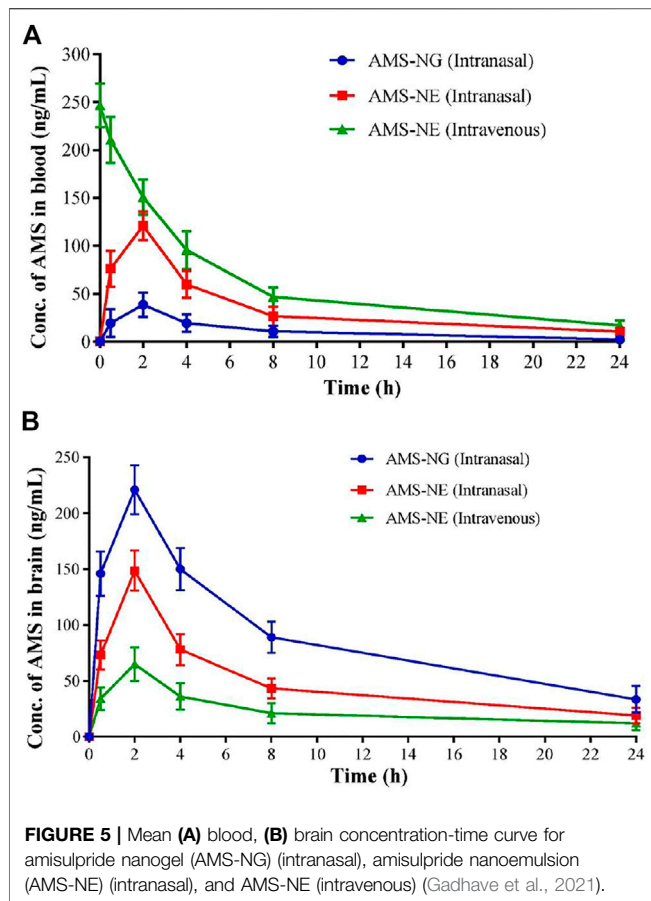 A
AMS-NG (Intranasal)
AMS-NE (Intranasal)
AMS-NE (Intravenous)
Conc. of AMS in blood (ng/mL)
300
250
200
150
100
50
0
0 2 4 6 8 10 12 14 16 18 20 22 24
Time (h)
B
AMS-NG (Intranasal)
AMS-NE (Intranasal)
AMS-NE (Intravenous)
Conc. of AMS in brain (ng/mL)
250
200
150
100
50
0
0 2 4 6 8 10 12 14 16 18 20 22 24
Time (h)
FIGURE 5 | Mean (A) blood, (B) brain concentration-time curve for
amisulpride nanogel (AMS-NG) (intranasal), amisulpride nanoemulsion
(AMS-NE) (intranasal), and AMS-NE (intravenous) (Gadhave et al., 2021).